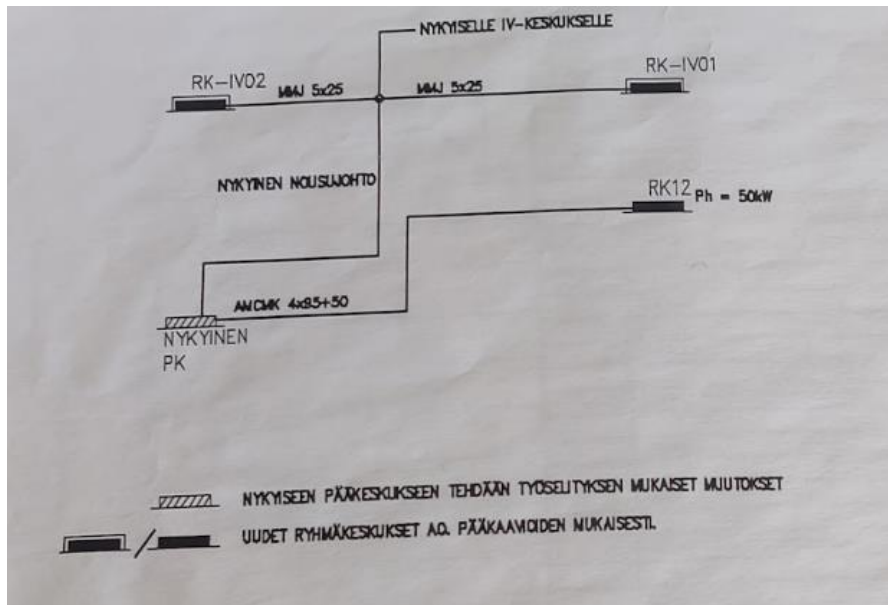 NYKYISELLE IV-KESKUKSELLE
RK-IV02
MMJ 5x25
MMJ 5x25
RK-IV01
NYKYINEN NOUSUJOHTO
RK12 Ph = 50kW
AMCMK 4x95+50
NYKYINEN
PK
NYKYISEEN PÄÄKESKUKSEEN TEHDÄÄN TYÖSELITYKSEN MUKAISET MUUTOKSET
UUDET RYHMÄKESKUKSET AO. PÄÄKAAVIOIDEN MUKAISESTI.